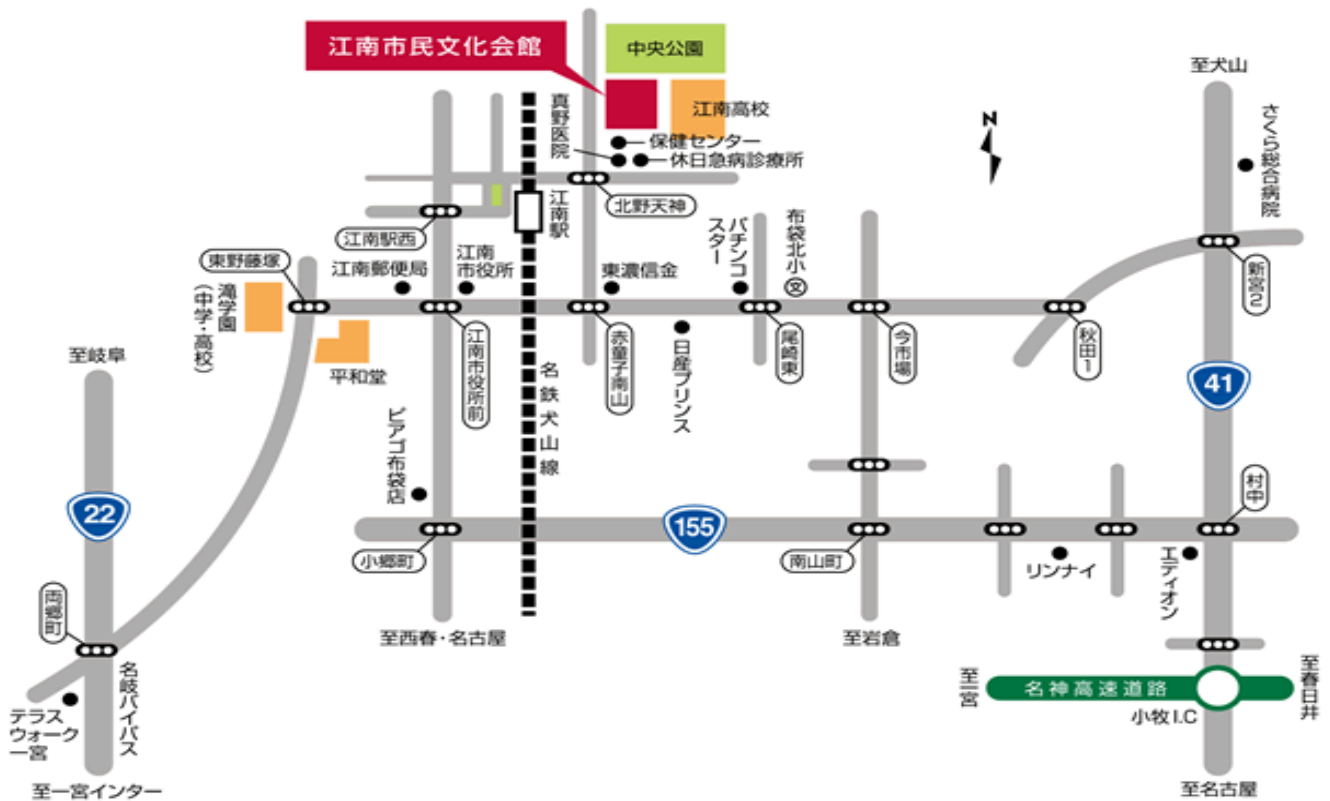 江南市民文化会館
中央公園
至犬山
江南高校
真野医院
保健センター
休日急病診療所
N
さくら総合病院
北野天神
江南駅
江南駅西
パチンコ
スター
布袋北小
文
東野藤塚
江南郵便局
江南
市役所
東濃信金
新宮2
滝学園
(中学・高校)
平和堂
江南市役所前
赤童子南山
日産プリンス
尾崎東
今市場
秋田1
至岐阜
名鉄犬山線
41
ピアゴ布袋店
22
155
村中
小郷町
南山町
リンナイ
エディオン
両郷町
至西春・名古屋
至岩倉
名岐バイパス
テラス
ウォーク
一宮
至一宮
名神高速道路
至春日井
小牧I.C
至一宮インター
至名古屋